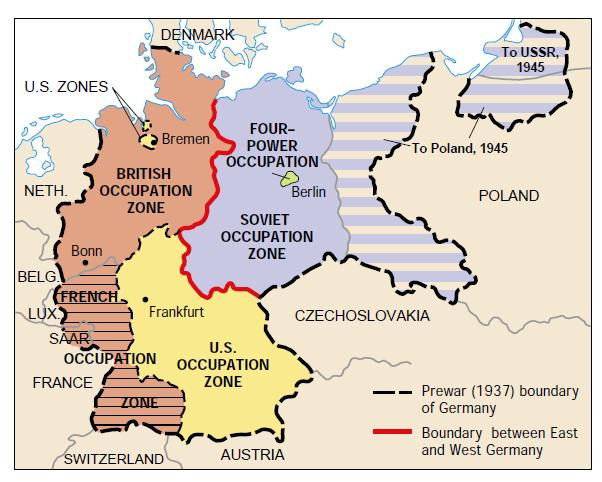 DENMARK
To USSR,
1945
U.S. ZONES
Bremen
FOUR–
POWER
OCCUPATION
To Poland, 1945
BRITISH
OCCUPATION
ZONE
NETH.
Berlin
POLAND
SOVIET
OCCUPATION
ZONE
Bonn
BELG.
FRENCH
Frankfurt
LUX.
CZECHOSLOVAKIA
SAAR
OCCUPATION
U.S.
OCCUPATION
ZONE
FRANCE
ZONE
Prewar (1937) boundary
of Germany
Boundary between East
and West Germany
SWITZERLAND
AUSTRIA